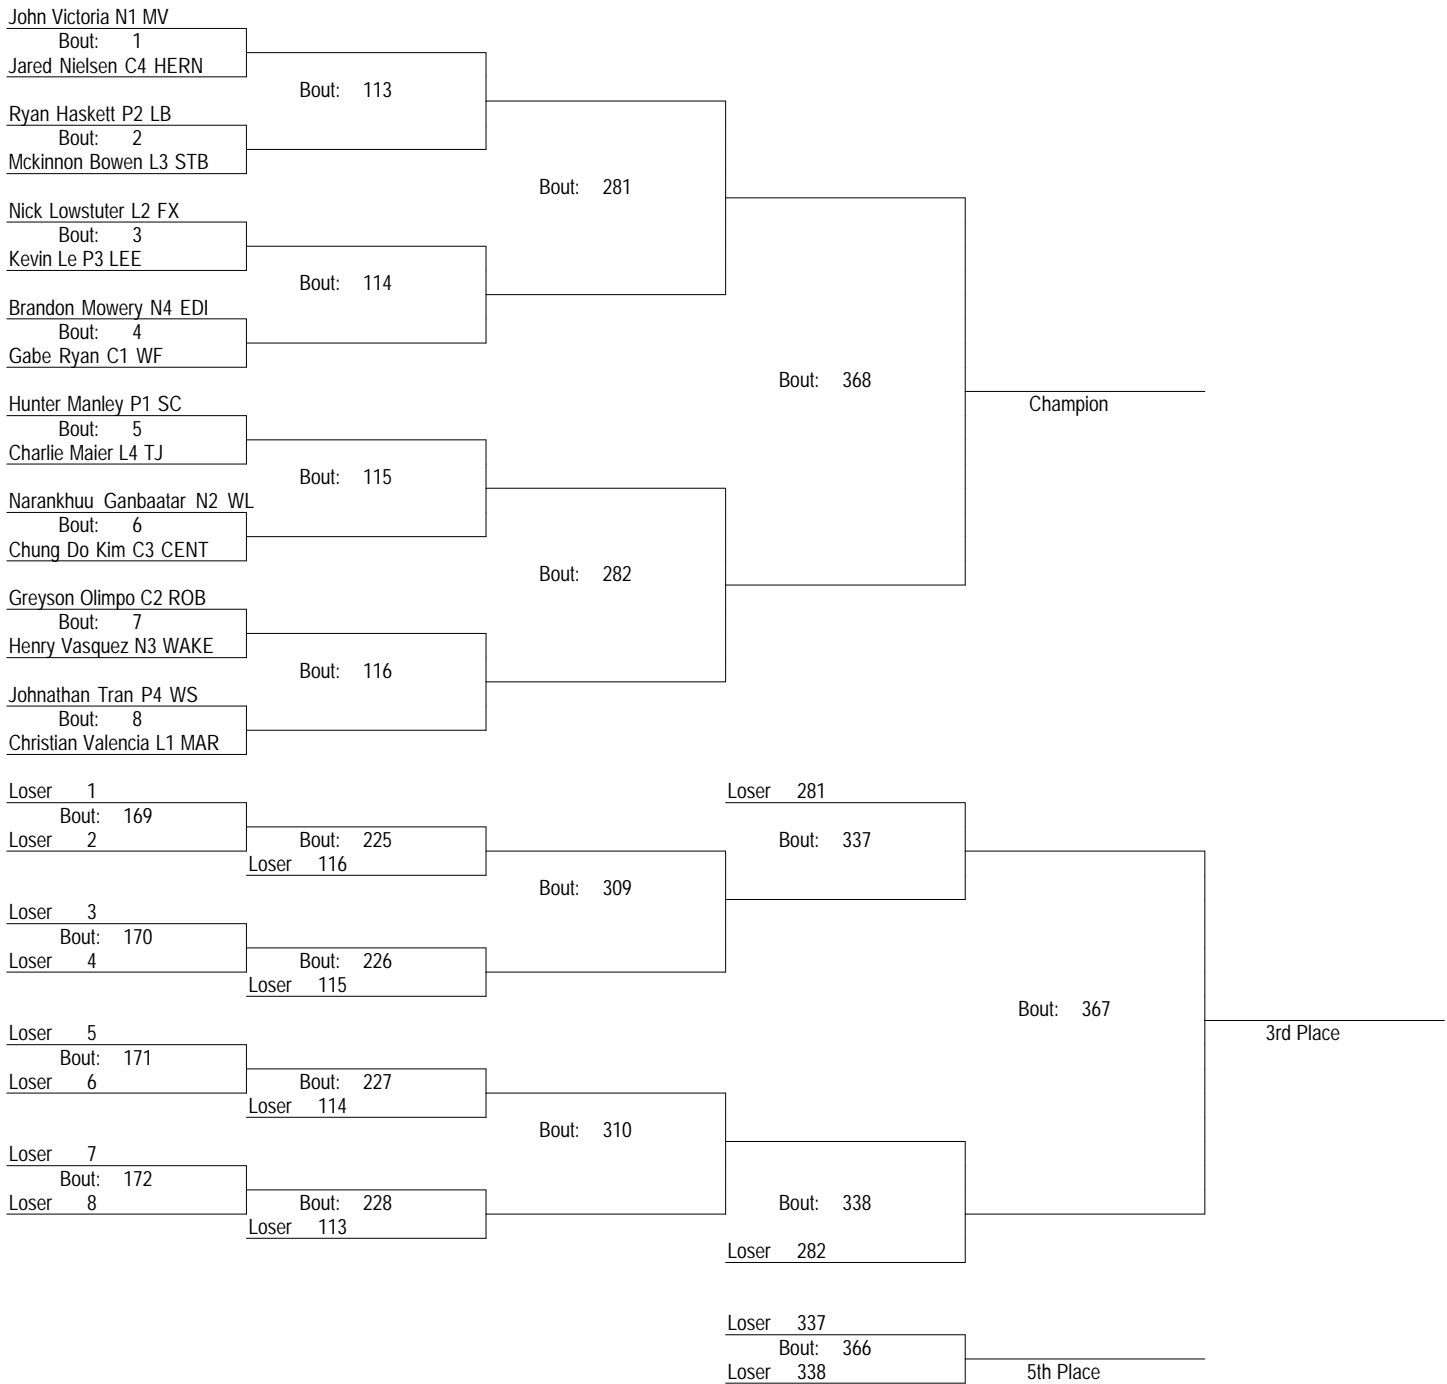 John Victoria N1 MV
Bout: 1
Jared Nielsen C4 HERN
Bout: 113
Ryan Haskett P2 LB
Bout: 2
Mckinnon Bowen L3 STB
Bout: 281
Nick Lowstuter L2 FX
Bout: 3
Kevin Le P3 LEE
Bout: 114
Brandon Mowery N4 EDI
Bout: 4
Gabe Ryan C1 WF
Bout: 368
Champion
Hunter Manley P1 SC
Bout: 5
Charlie Maier L4 TJ
Bout: 115
Narankhuu Ganbaatar N2 WL
Bout: 6
Chung Do Kim C3 CENT
Bout: 282
Greyson Olimpo C2 ROB
Bout: 7
Henry Vasquez N3 WAKE
Bout: 116
Johnathan Tran P4 WS
Bout: 8
Christian Valencia L1 MAR
Loser 1
Bout: 169
Loser 2
Bout: 225
Loser 116
Bout: 309
Loser 281
Bout: 337
Loser 3
Bout: 170
Loser 4
Bout: 226
Loser 115
Bout: 367
3rd Place
Loser 5
Bout: 171
Loser 6
Bout: 227
Loser 114
Bout: 310
Loser 7
Bout: 172
Loser 8
Bout: 228
Loser 113
Bout: 338
Loser 282
Loser 337
Bout: 366
Loser 338
5th Place